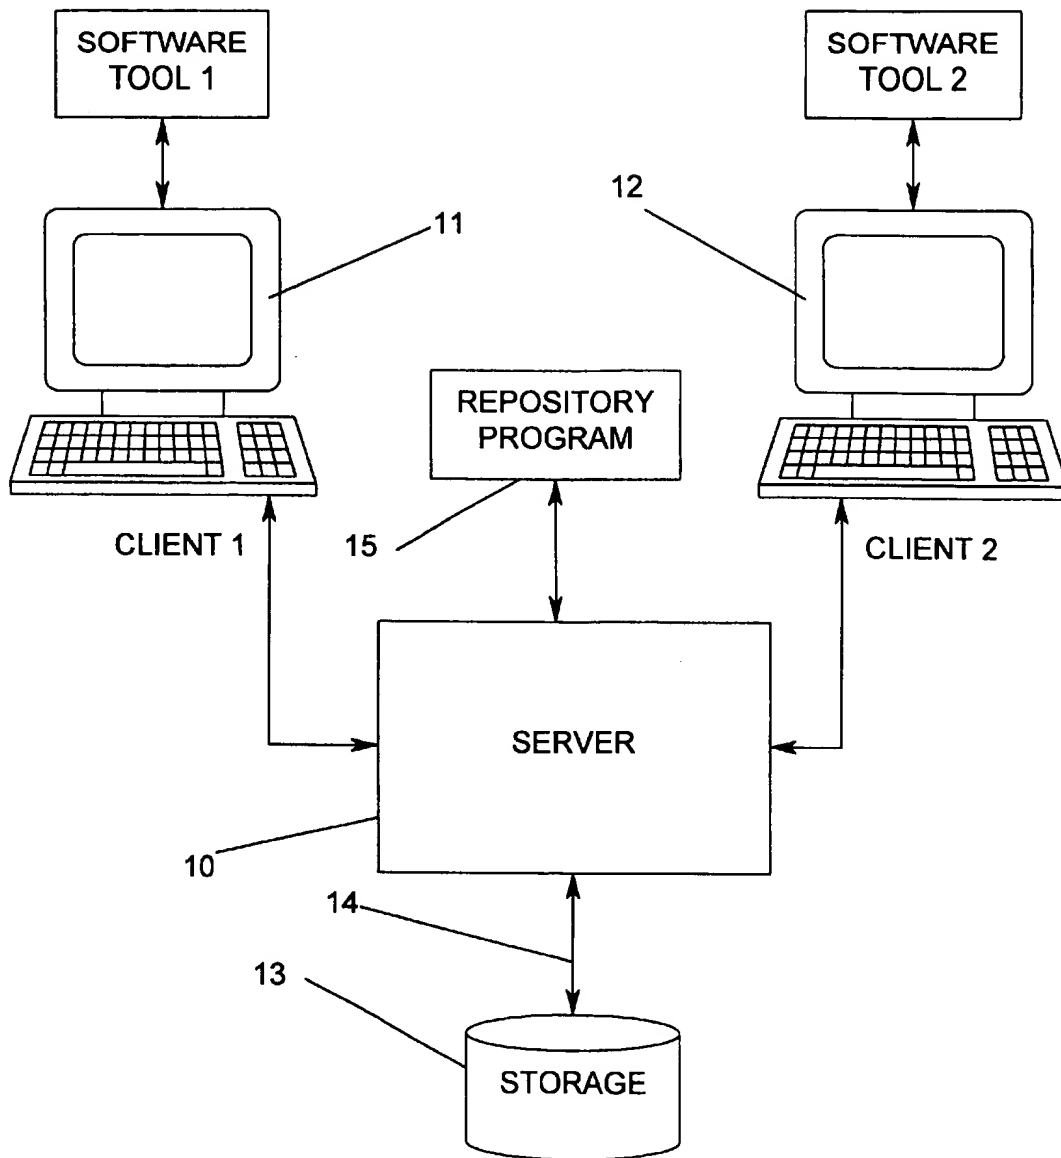 SOFTWARE
TOOL 1
SOFTWARE
TOOL 2
11
12
REPOSITORY
PROGRAM
CLIENT 1
15
CLIENT 2
SERVER
10
14
13
STORAGE